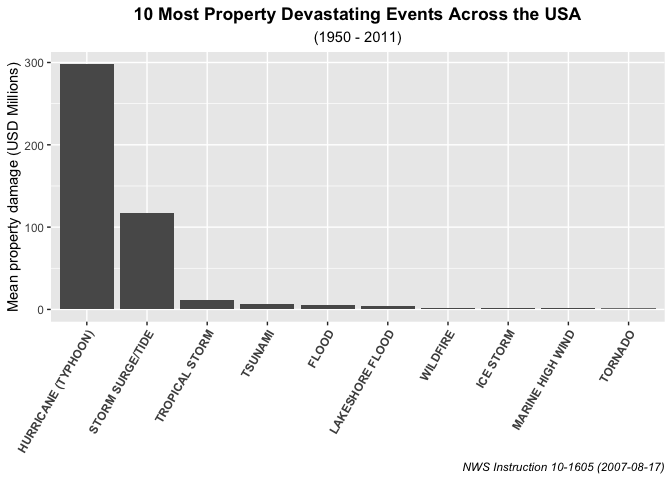 10 Most Property Devastating Events Across the USA
(1950 - 2011)
Mean property damage (USD Millions)
300
200
100
0
HURRICANE (TYPHOON)
STORM SURGE/TIDE
TROPICAL STORM
TSUNAMI
FLOOD
LAKESHORE FLOOD
WILDFIRE
ICE STORM
MARINE HIGH WIND
TORNADO
NWS Instruction 10-1605 (2007-08-17)